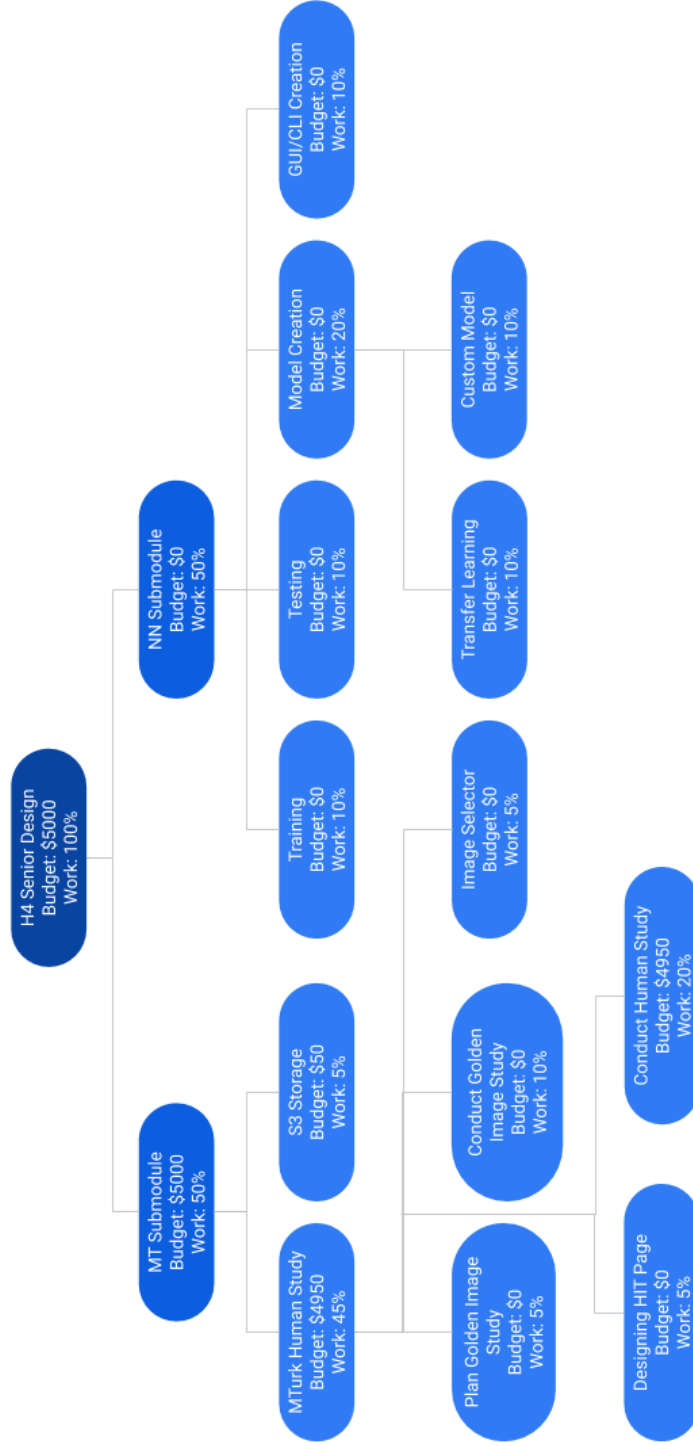 H4 Senior Design
Budget: $5000
Work: 100%
MT Submodule
Budget: $5000
Work: 50%
NN Submodule
Budget: $0
Work: 50%
MTurk Human Study
Budget: $4950
Work: 45%
S3 Storage
Budget: $50
Work: 5%
Training
Budget: $0
Work: 10%
Testing
Budget: $0
Work: 10%
Model Creation
Budget: $0
Work: 20%
GUI/CLI Creation
Budget: $0
Work: 10%
Plan Golden Image
Study
Budget: $0
Work: 5%
Conduct Golden
Image Study
Budget: $0
Work: 10%
Image Selector
Budget: $0
Work: 5%
Transfer Learning
Budget: $0
Work: 10%
Custom Model
Budget: $0
Work: 10%
Designing HIT Page
Budget: $0
Work: 5%
Conduct Human Study
Budget: $4950
Work: 20%